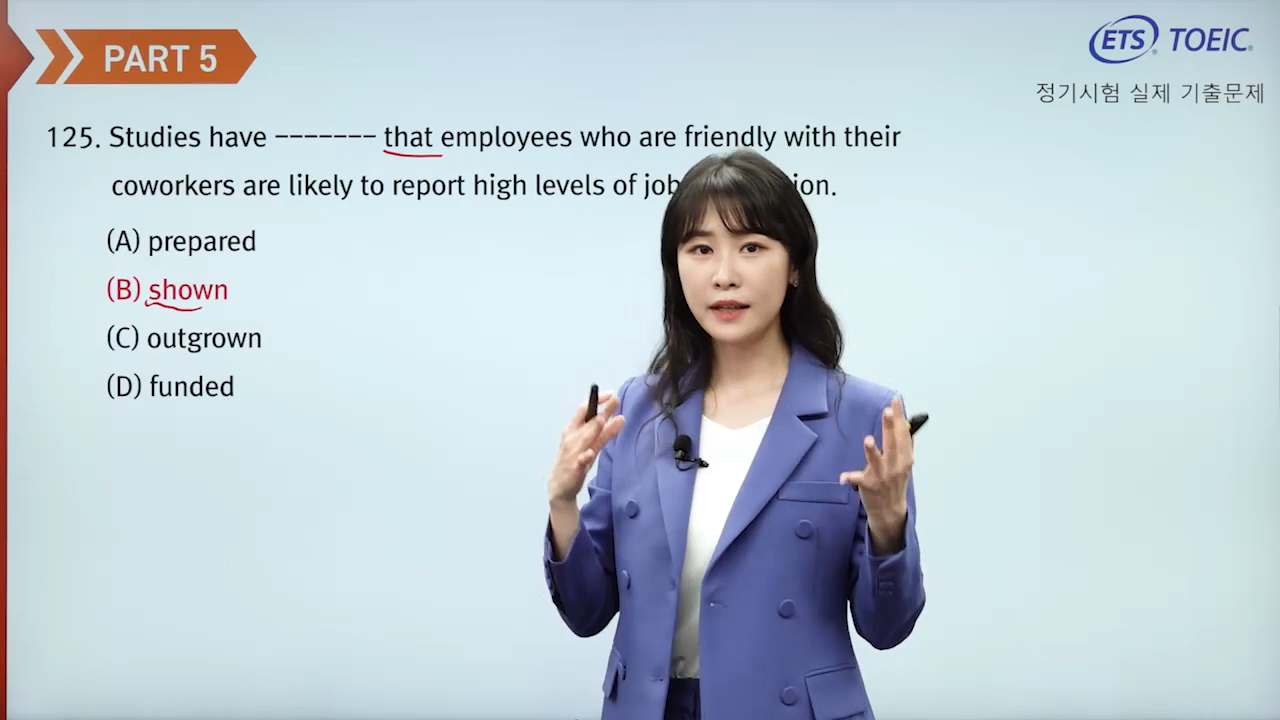 PART 5
ETS TOEIC
정기시험 실제 기출문제
125. Studies have ------- that employees who are friendly with their
coworkers are likely to report high levels of job
(A) prepared
(B) shown
(C) outgrown
(D) funded